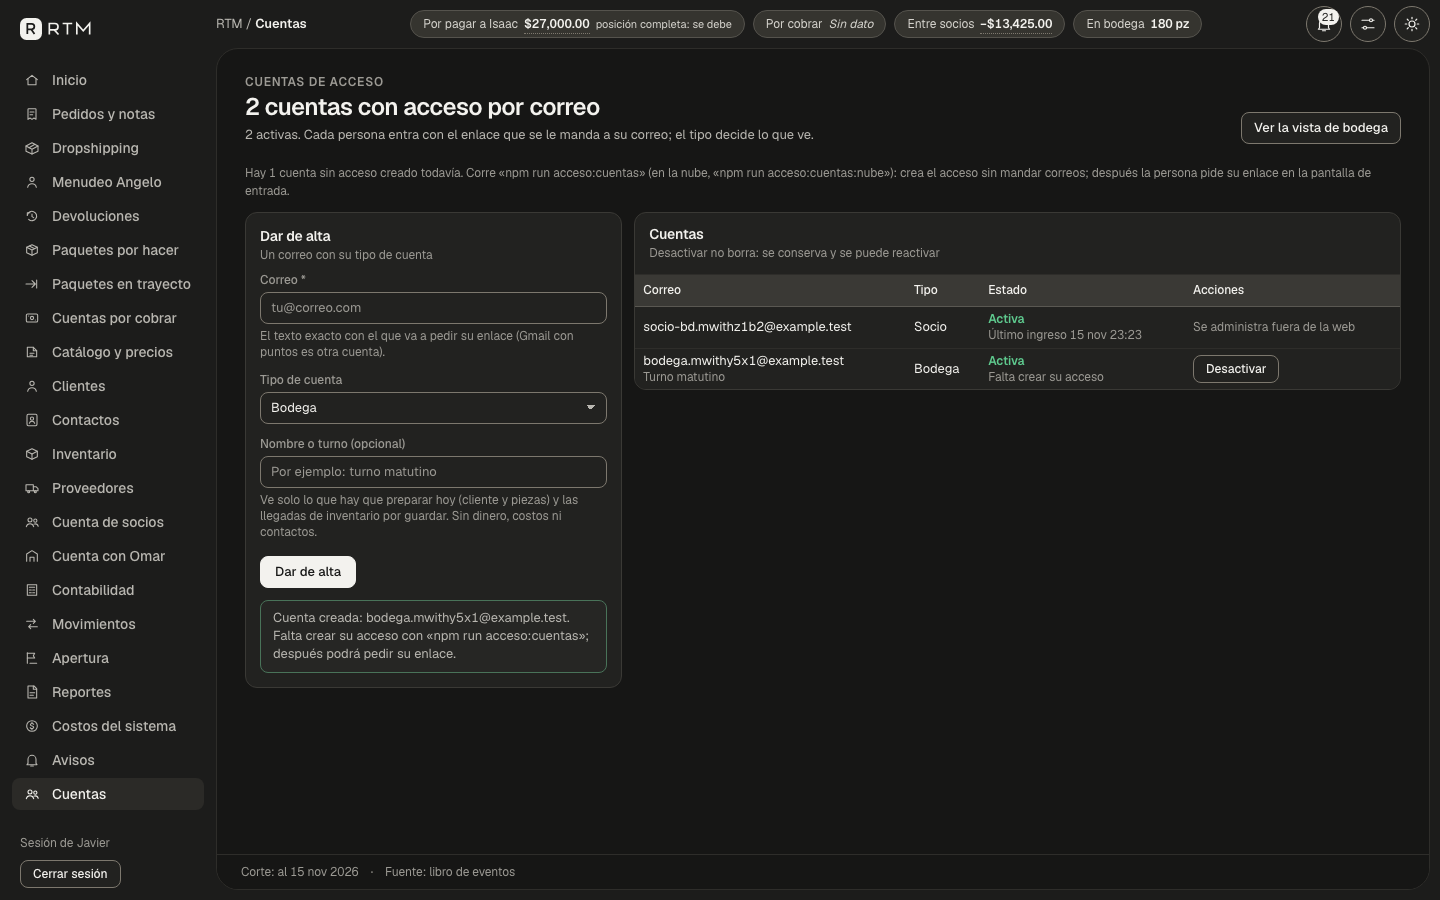 R RTM
RTM / Cuentas
Por pagar a Isaac $27,000.00 posición completa: se debe
Por cobrar Sin dato
Entre socios −$13,425.00
En bodega 180 pz
21
Inicio
Pedidos y notas
Dropshipping
Menudeo Angelo
Devoluciones
Paquetes por hacer
Paquetes en trayecto
Cuentas por cobrar
Catálogo y precios
Clientes
Contactos
Inventario
Proveedores
Cuenta de socios
Cuenta con Omar
Contabilidad
Movimientos
Apertura
Reportes
Costos del sistema
Avisos
Cuentas
Sesión de Javier
Cerrar sesión
CUENTAS DE ACCESO
2 cuentas con acceso por correo
2 activas. Cada persona entra con el enlace que se le manda a su correo; el tipo decide lo que ve.
Ver la vista de bodega
Hay 1 cuenta sin acceso creado todavía. Corre «npm run acceso:cuentas» (en la nube, «npm run acceso:cuentas:nube»): crea el acceso sin mandar correos; después la persona pide su enlace en la pantalla de
entrada.
Dar de alta
Un correo con su tipo de cuenta
Correo *
tu@correo.com
El texto exacto con el que va a pedir su enlace (Gmail con
puntos es otra cuenta).
Tipo de cuenta
Bodega
Nombre o turno (opcional)
Por ejemplo: turno matutino
Ve solo lo que hay que preparar hoy (cliente y piezas) y las
llegadas de inventario por guardar. Sin dinero, costos ni
contactos.
Dar de alta
Cuenta creada: bodega.mwithy5x1@example.test.
Falta crear su acceso con «npm run acceso:cuentas»;
después podrá pedir su enlace.
Cuentas
Desactivar no borra: se conserva y se puede reactivar
Correo Tipo Estado Acciones
socio-bd.mwithz1b2@example.test Socio Activa Se administra fuera de la web
Último ingreso 15 nov 23:23
bodega.mwithy5x1@example.test Bodega Activa Desactivar
Turno matutino Falta crear su acceso
Corte: al 15 nov 2026 · Fuente: libro de eventos